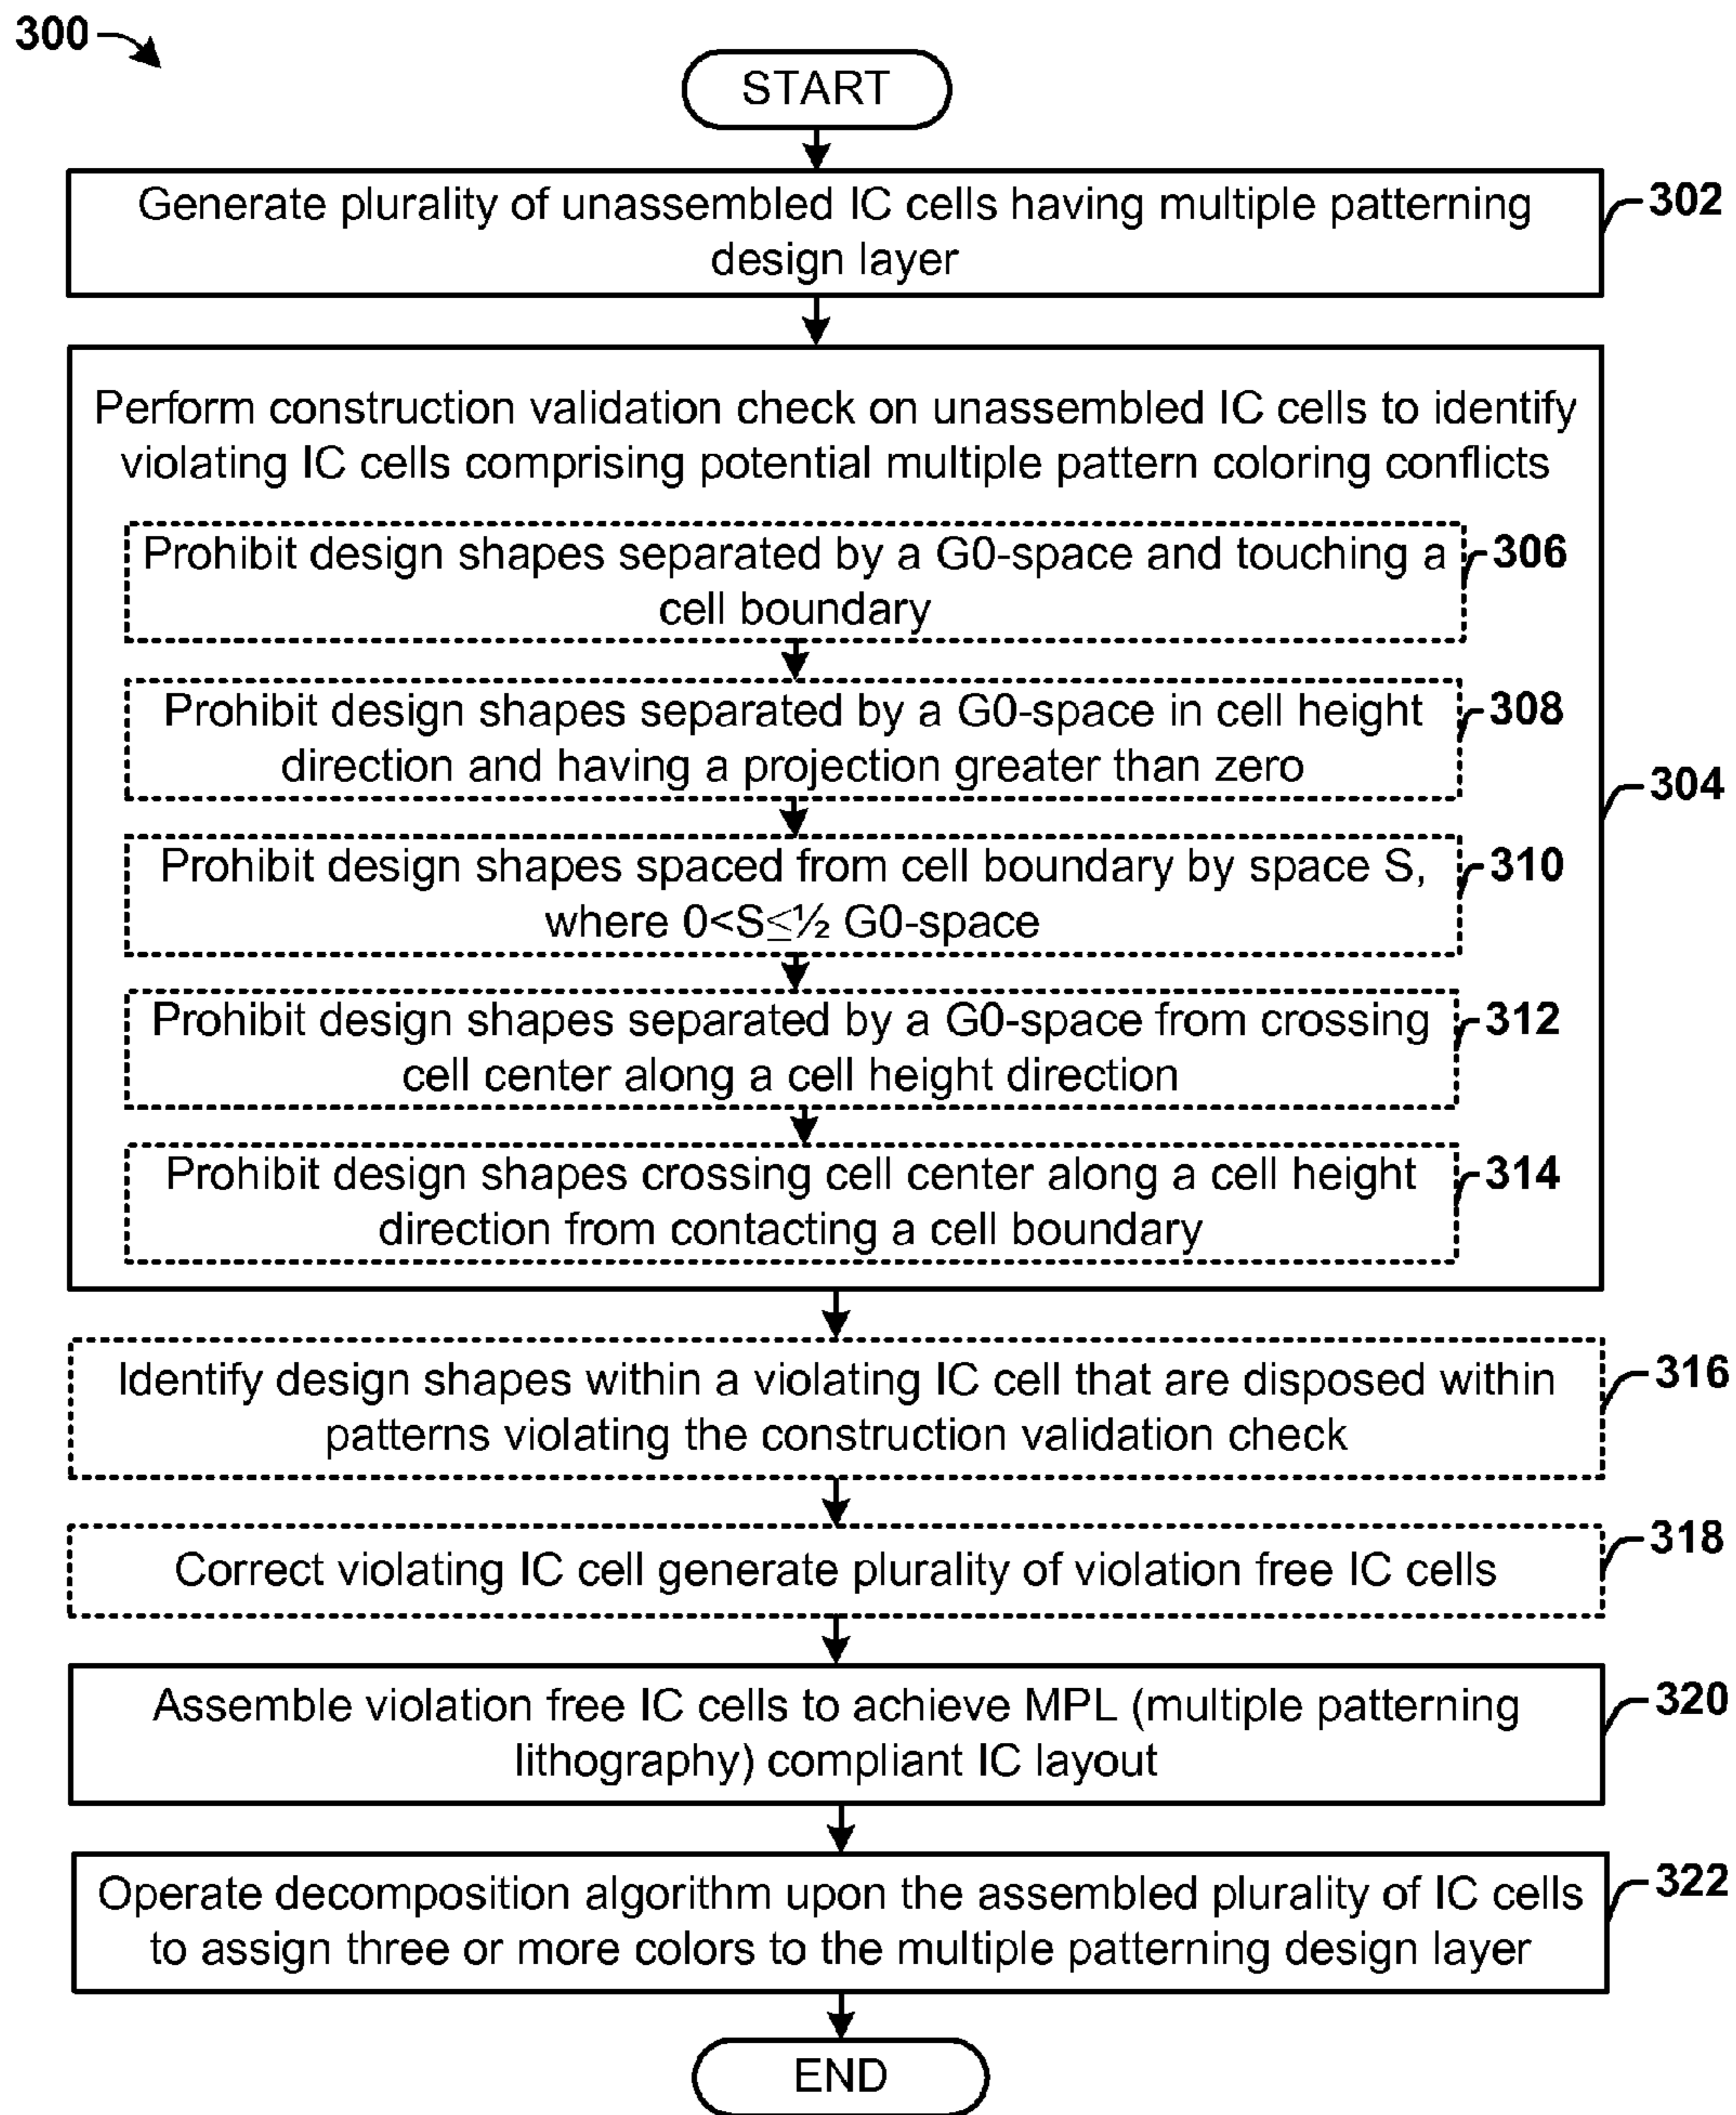 300
START
Generate plurality of unassembled IC cells having multiple patterning
design layer
302
Perform construction validation check on unassembled IC cells to identify
violating IC cells comprising potential multiple pattern coloring conflicts
304
Prohibit design shapes separated by a G0-space and touching a
cell boundary
306
Prohibit design shapes separated by a G0-space in cell height
direction and having a projection greater than zero
308
Prohibit design shapes spaced from cell boundary by space S,
where 0<S≤½ G0-space
310
Prohibit design shapes separated by a G0-space from crossing
cell center along a cell height direction
312
Prohibit design shapes crossing cell center along a cell height
direction from contacting a cell boundary
314
Identify design shapes within a violating IC cell that are disposed within
patterns violating the construction validation check
316
Correct violating IC cell generate plurality of violation free IC cells
318
Assemble violation free IC cells to achieve MPL (multiple patterning
lithography) compliant IC layout
320
Operate decomposition algorithm upon the assembled plurality of IC cells
to assign three or more colors to the multiple patterning design layer
322
END